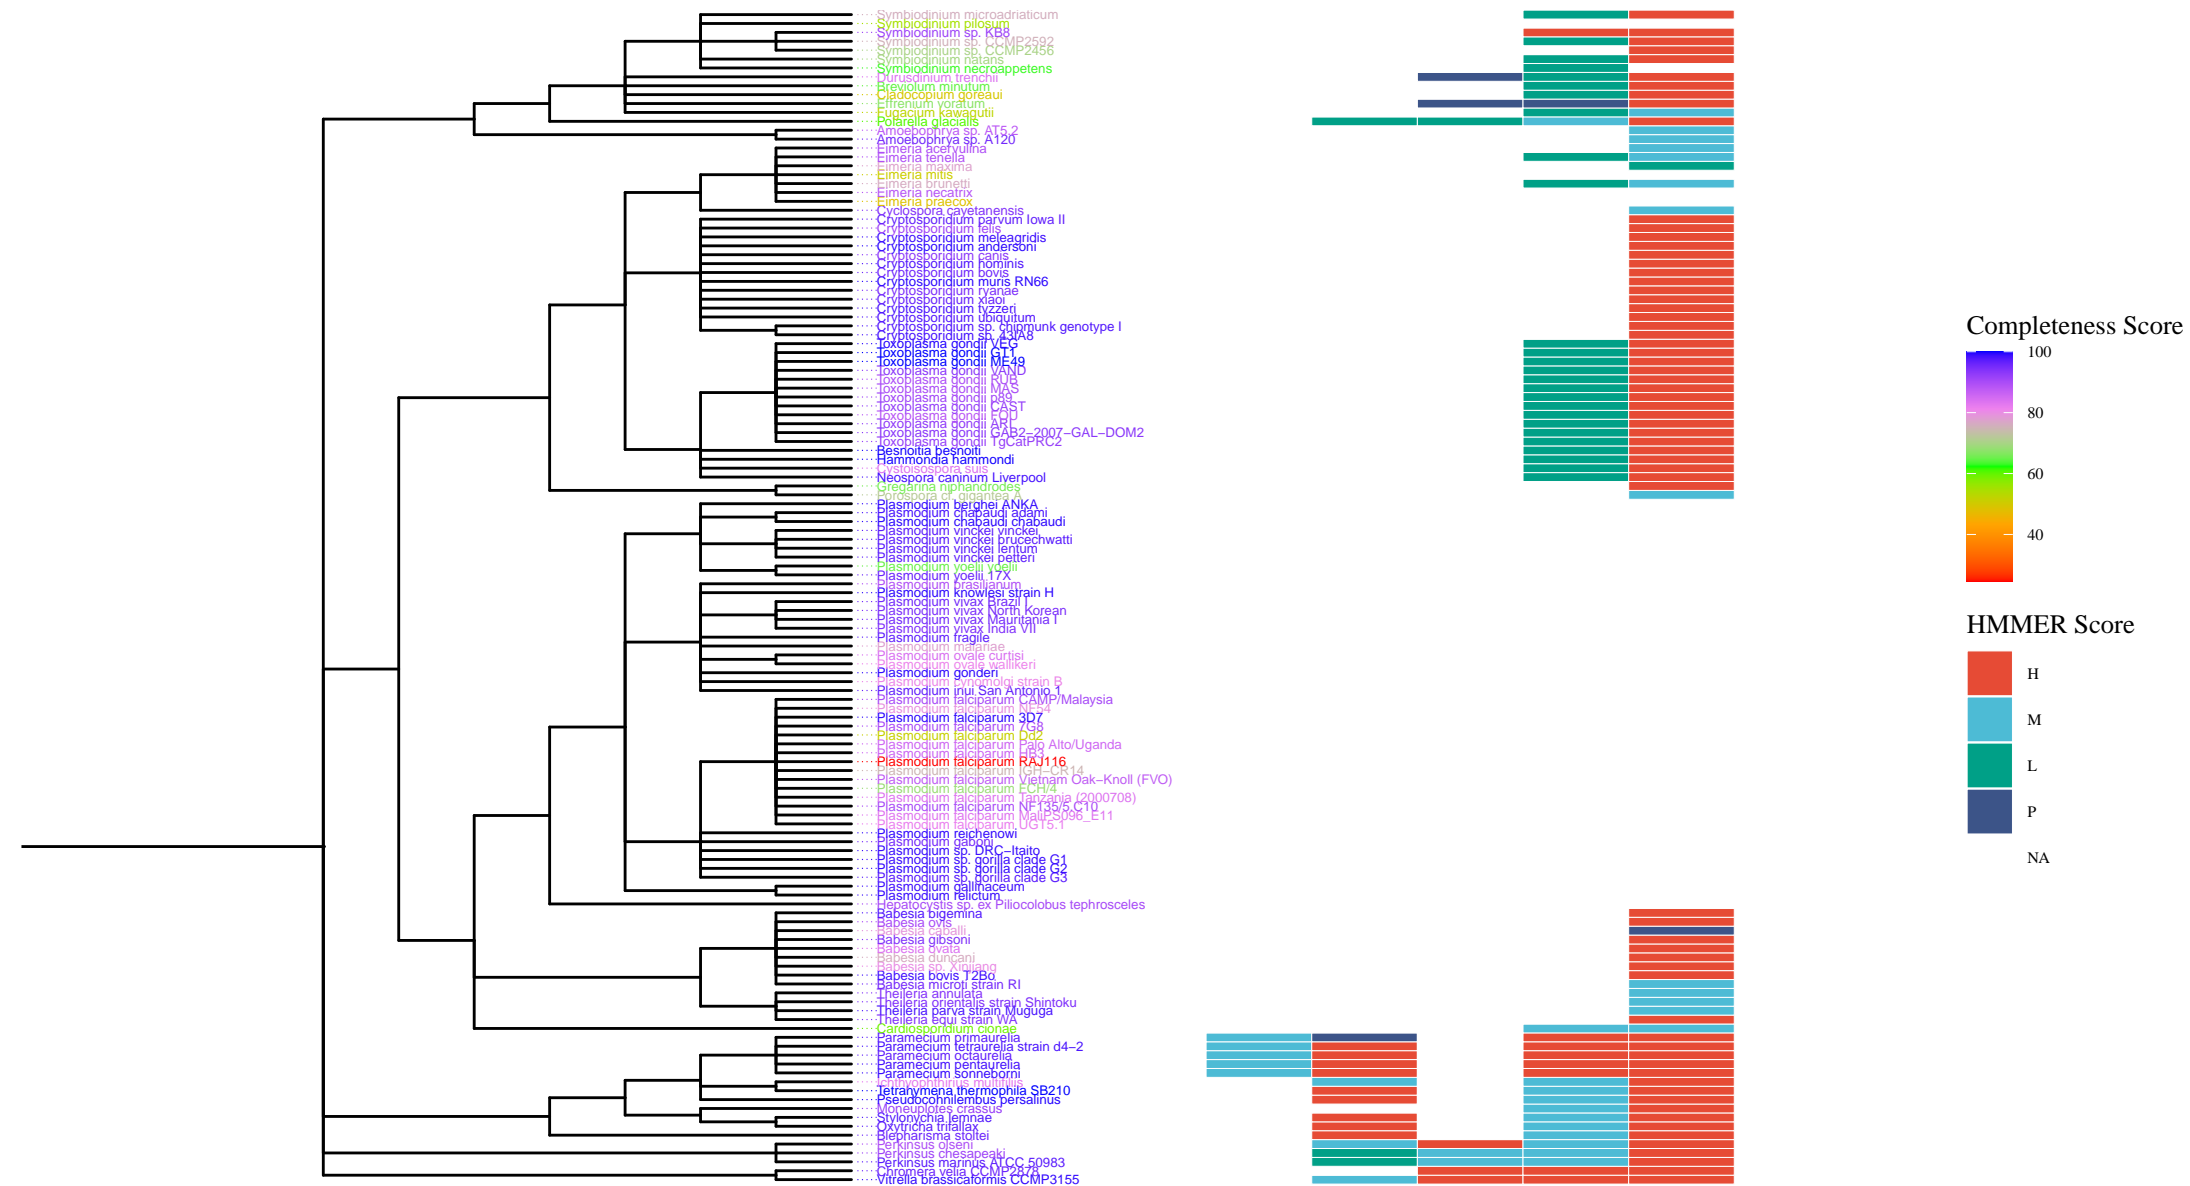 Symbiodinium microadriaticum
Symbiodinium pilosum
Symbiodinium sp. KB8
Symbiodinium sp. CCMP2592
Symbiodinium sp. CCMP2456
Symbiodinium natans
Symbiodinium necroappetens
Durusdinium trenchii
Breviolum minutum
Cladocopium goreaui
Effrenium voratum
Fugacium kawagutii
Polarella glacialis
Amoebophrya sp. AT5.2
Amoebophrya sp. A120
Eimeria acervulina
Eimeria tenella
Eimeria maxima
Eimeria mitis
Eimeria brunetti
Eimeria necatrix
Eimeria praecox
Cyclospora cayetanensis
Cryptosporidium parvum Iowa II
Cryptosporidium felis
Cryptosporidium meleagridis
Cryptosporidium andersoni
Cryptosporidium canis
Cryptosporidium hominis
Cryptosporidium bovis
Cryptosporidium muris RN66
Cryptosporidium ryanae
Cryptosporidium xiaoi
Cryptosporidium tyzzeri
Cryptosporidium ubiquitum
Cryptosporidium sp. chipmunk genotype I
Cryptosporidium sp. 43IA8
Toxoplasma gondii VEG
Toxoplasma gondii GT1
Toxoplasma gondii ME49
Toxoplasma gondii VAND
Toxoplasma gondii RUB
Toxoplasma gondii MAS
Toxoplasma gondii p89
Toxoplasma gondii CAST
Toxoplasma gondii FOU
Toxoplasma gondii ARI
Toxoplasma gondii GAB2−2007−GAL−DOM2
Toxoplasma gondii TgCatPRC2
Besnoitia besnoiti
Hammondia hammondi
Cystoisospora suis
Neospora caninum Liverpool
Gregarina niphandrodes
Porospora cf. gigantea A
Plasmodium berghei ANKA
Plasmodium chabaudi adami
Plasmodium chabaudi chabaudi
Plasmodium vinckei vinckei
Plasmodium vinckei brucechwatti
Plasmodium vinckei lentum
Plasmodium vinckei petteri
Plasmodium yoelii yoelii
Plasmodium yoelii 17X
Plasmodium brasilianum
Plasmodium knowlesi strain H
Plasmodium vivax Brazil I
Plasmodium vivax North Korean
Plasmodium vivax Mauritania I
Plasmodium vivax India VII
Plasmodium fragile
Plasmodium malariae
Plasmodium ovale curtisi
Plasmodium ovale wallikeri
Plasmodium gonderi
Plasmodium cynomolgi strain B
Plasmodium inui San Antonio 1
Plasmodium falciparum CAMP/Malaysia
Plasmodium falciparum NF54
Plasmodium falciparum 3D7
Plasmodium falciparum 7G8
Plasmodium falciparum Dd2
Plasmodium falciparum Palo Alto/Uganda
Plasmodium falciparum HB3
Plasmodium falciparum RAJ116
Plasmodium falciparum IGH−CR14
Plasmodium falciparum Vietnam Oak−Knoll (FVO)
Plasmodium falciparum FCH/4
Plasmodium falciparum Tanzania (2000708)
Plasmodium falciparum NF135/5.C10
Plasmodium falciparum MaliPS096_E11
Plasmodium falciparum UGT5.1
Plasmodium reichenowi
Plasmodium gaboni
Plasmodium sp. DRC−Itaito
Plasmodium sp. gorilla clade G1
Plasmodium sp. gorilla clade G2
Plasmodium sp. gorilla clade G3
Plasmodium gallinaceum
Plasmodium relictum
Hepatocystis sp. ex Piliocolobus tephrosceles
Babesia bigemina
Babesia ovis
Babesia caballi
Babesia gibsoni
Babesia ovata
Babesia duncani
Babesia sp. Xinjiang
Babesia bovis T2Bo
Babesia microti strain RI
Theileria annulata
Theileria orientalis strain Shintoku
Theileria parva strain Muguga
Theileria equi strain WA
Cardiosporidium cionae
Paramecium primaurelia
Paramecium tetraurelia strain d4−2
Paramecium octaurelia
Paramecium pentaurelia
Paramecium sonneborni
Ichthyophthirius multifiliis
Tetrahymena thermophila SB210
Pseudocohnilembus persalinus
Moneuplotes crassus
Stylonychia lemnae
Oxytricha trifallax
Blepharisma stoltei
Perkinsus olseni
Perkinsus chesapeaki
Perkinsus marinus ATCC 50983
Chromera velia CCMP2878
Vitrella brassicaformis CCMP3155
Completeness Score
100
80
60
40
HMMER Score
H
M
L
P
NA